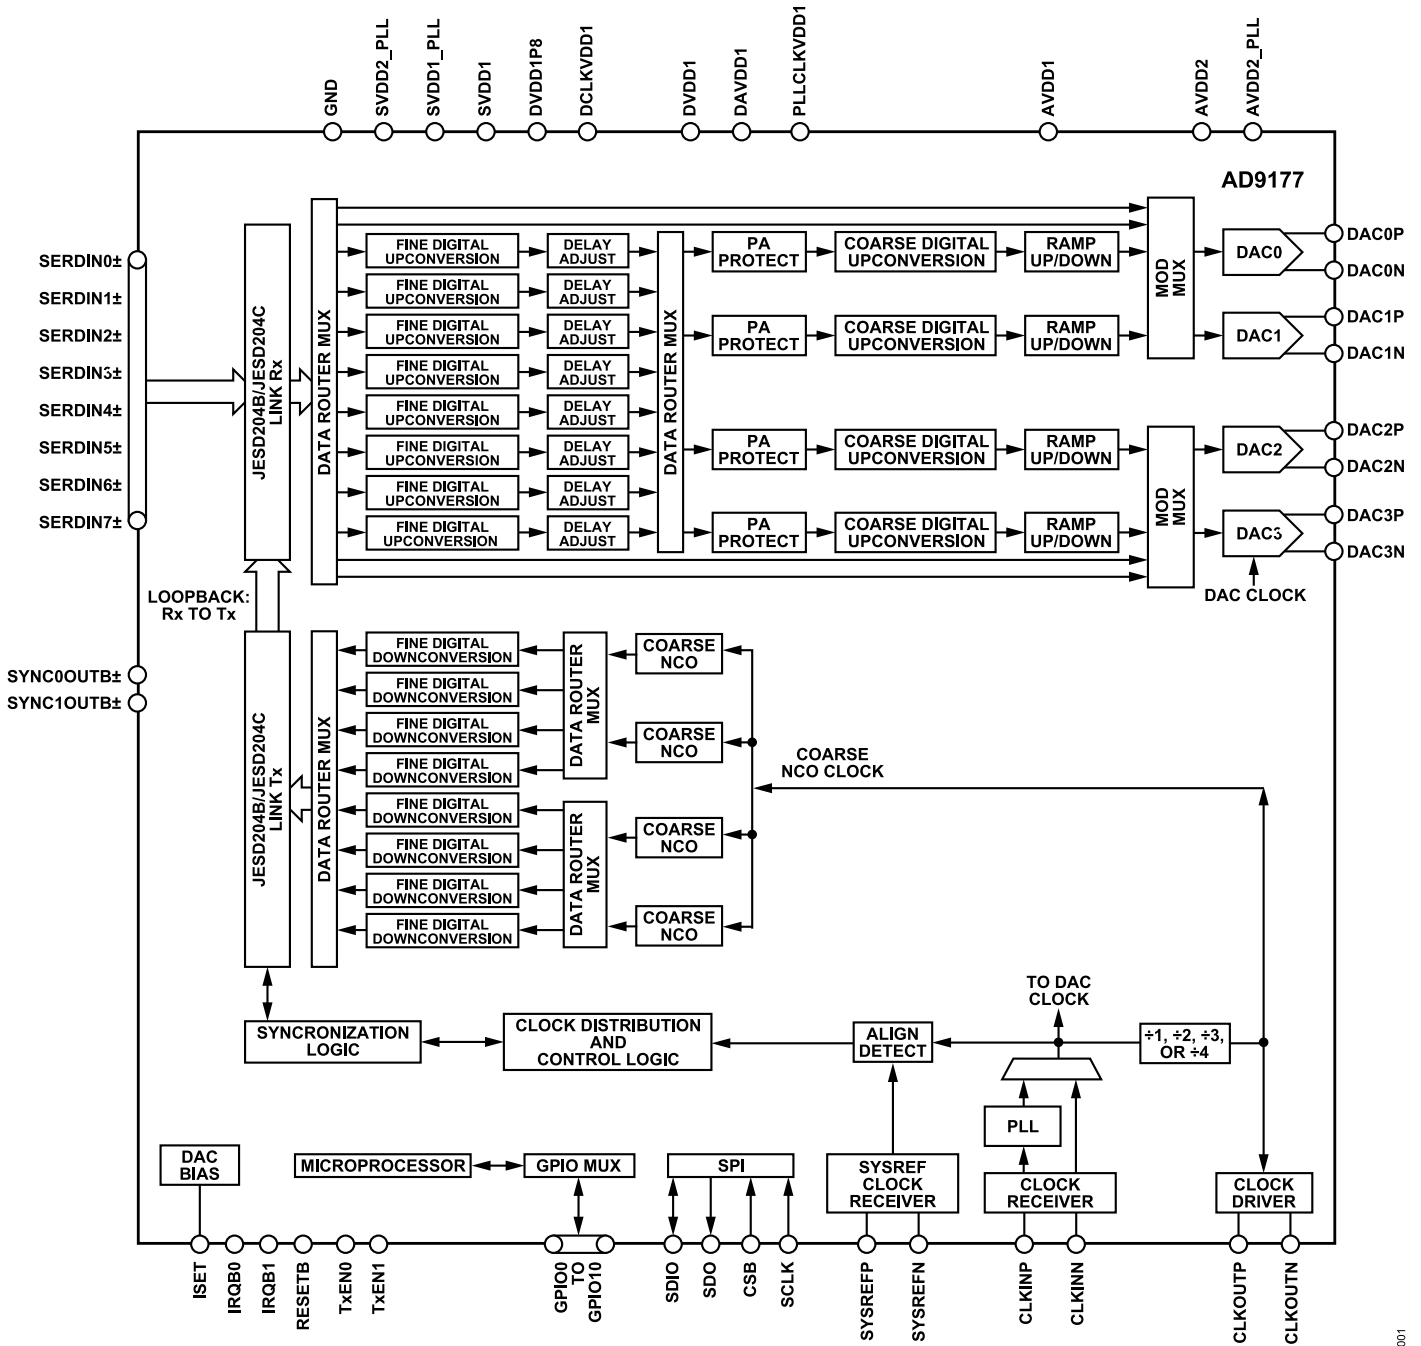 GND
SVDD2_PLL
SVDD1_PLL
SVDD1
DVDD1P8
DCLKVDD1
DVDD1
DAVDD1
PLLCLKVDD1
AVDD1
AVDD2
AVDD2_PLL
AD9177
SERDIN0±
SERDIN1±
SERDIN2±
SERDIN3±
SERDIN4±
SERDIN5±
SERDIN6±
SERDIN7±
JESD204B/JESD204C
LINK Rx
DATA ROUTER MUX
FINE DIGITAL
UPCONVERSION
FINE DIGITAL
UPCONVERSION
FINE DIGITAL
UPCONVERSION
FINE DIGITAL
UPCONVERSION
FINE DIGITAL
UPCONVERSION
FINE DIGITAL
UPCONVERSION
FINE DIGITAL
UPCONVERSION
FINE DIGITAL
UPCONVERSION
DELAY
ADJUST
DELAY
ADJUST
DELAY
ADJUST
DELAY
ADJUST
DELAY
ADJUST
DELAY
ADJUST
DELAY
ADJUST
DELAY
ADJUST
DATA ROUTER MUX
PA
PROTECT
COARSE DIGITAL
UPCONVERSION
RAMP
UP/DOWN
PA
PROTECT
COARSE DIGITAL
UPCONVERSION
RAMP
UP/DOWN
PA
PROTECT
COARSE DIGITAL
UPCONVERSION
RAMP
UP/DOWN
PA
PROTECT
COARSE DIGITAL
UPCONVERSION
RAMP
UP/DOWN
MOD
MUX
MOD
MUX
DAC0
DAC1
DAC2
DAC3
DAC CLOCK
DAC0P
DAC0N
DAC1P
DAC1N
DAC2P
DAC2N
DAC3P
DAC3N
LOOPBACK:
Rx TO Tx
SYNC0OUTB±
SYNC1OUTB±
JESD204B/JESD204C
LINK Tx
DATA ROUTER MUX
FINE DIGITAL
DOWNCONVERSION
FINE DIGITAL
DOWNCONVERSION
FINE DIGITAL
DOWNCONVERSION
FINE DIGITAL
DOWNCONVERSION
FINE DIGITAL
DOWNCONVERSION
FINE DIGITAL
DOWNCONVERSION
FINE DIGITAL
DOWNCONVERSION
FINE DIGITAL
DOWNCONVERSION
DATA ROUTER
MUX
DATA ROUTER
MUX
COARSE
NCO
COARSE
NCO
COARSE
NCO
COARSE
NCO
COARSE
NCO CLOCK
SYNCRONIZATION
LOGIC
CLOCK DISTRIBUTION
AND
CONTROL LOGIC
ALIGN
DETECT
TO DAC
CLOCK
÷1, ÷2, ÷3,
OR ÷4
PLL
DAC
BIAS
MICROPROCESSOR
GPIO MUX
SPI
SYSREF
CLOCK
RECEIVER
CLOCK
RECEIVER
CLOCK
DRIVER
ISET
IRQB0
IRQB1
RESETB
TxEN0
TxEN1
GPIO0
TO
GPIO10
SDIO
SDO
CSB
SCLK
SYSREFP
SYSREFN
CLKINP
CLKINN
CLKOUTP
CLKOUTN
001